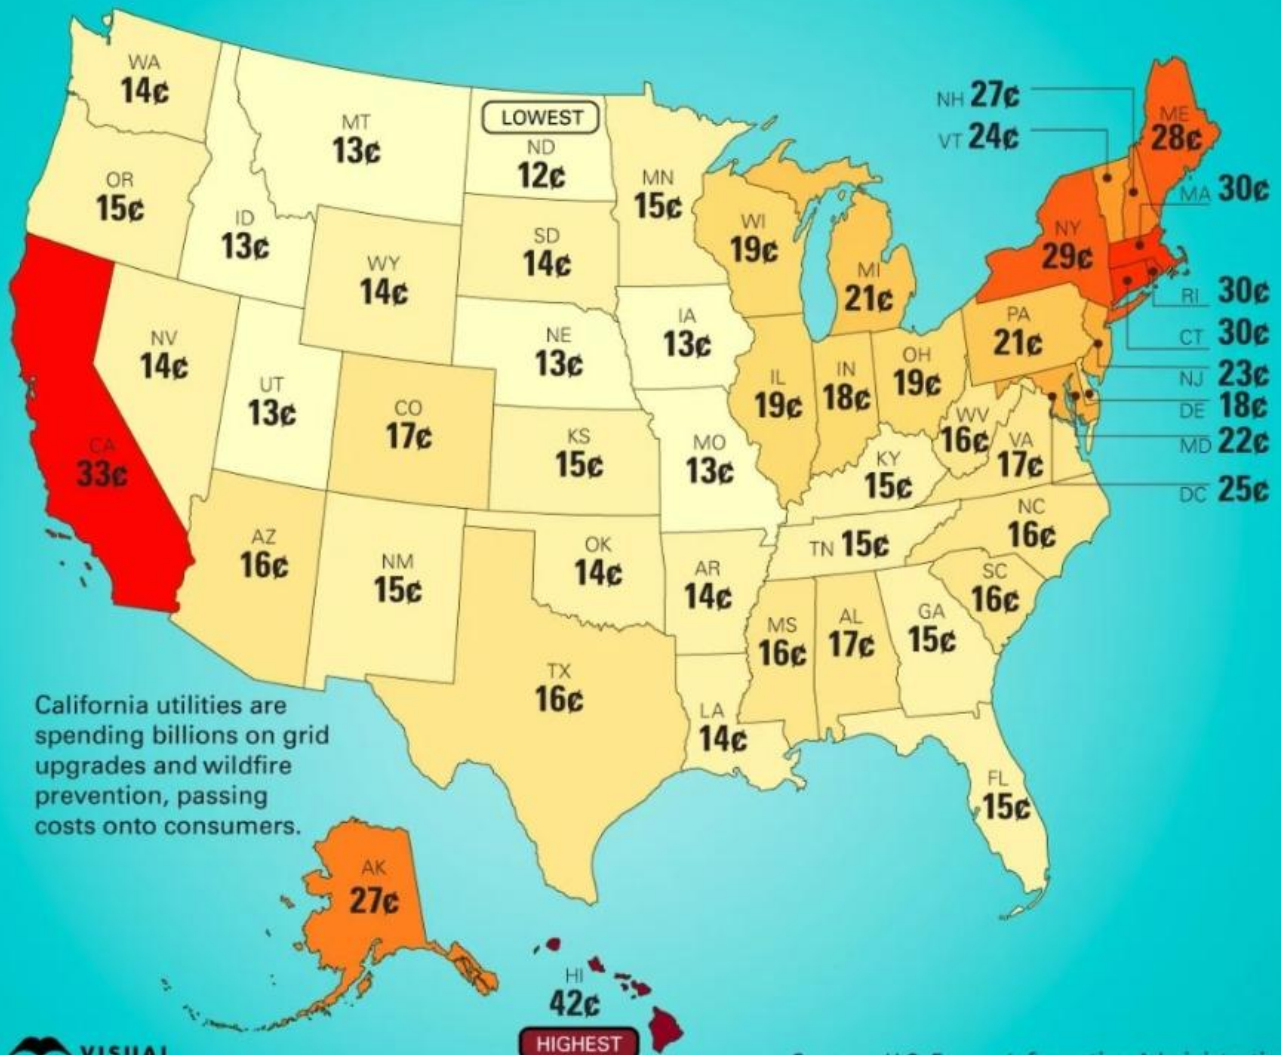 WA
14¢
MT
13¢
LOWEST
ND
12¢
MN
15¢
OR
15¢
ID
13¢
WY
14¢
SD
14¢
WI
19¢
MI
21¢
NH 27¢
VT 24¢
ME
28¢
MA 30¢
NY
29¢
RI 30¢
CT 30¢
NJ 23¢
DE 18¢
MD 22¢
DC 25¢
PA
21¢
NV
14¢
UT
13¢
CO
17¢
NE
13¢
IA
13¢
IL
19¢
IN
18¢
OH
19¢
WV
16¢
VA
17¢
CA
33¢
KS
15¢
MO
13¢
KY
15¢
NC
16¢
AZ
16¢
NM
15¢
OK
14¢
AR
14¢
TN 15¢
SC
16¢
MS
16¢
AL
17¢
GA
15¢
TX
16¢
LA
14¢
FL
15¢
California utilities are
spending billions on grid
upgrades and wildfire
prevention, passing
costs onto consumers.
AK
27¢
HI
42¢
HIGHEST
VISUAL